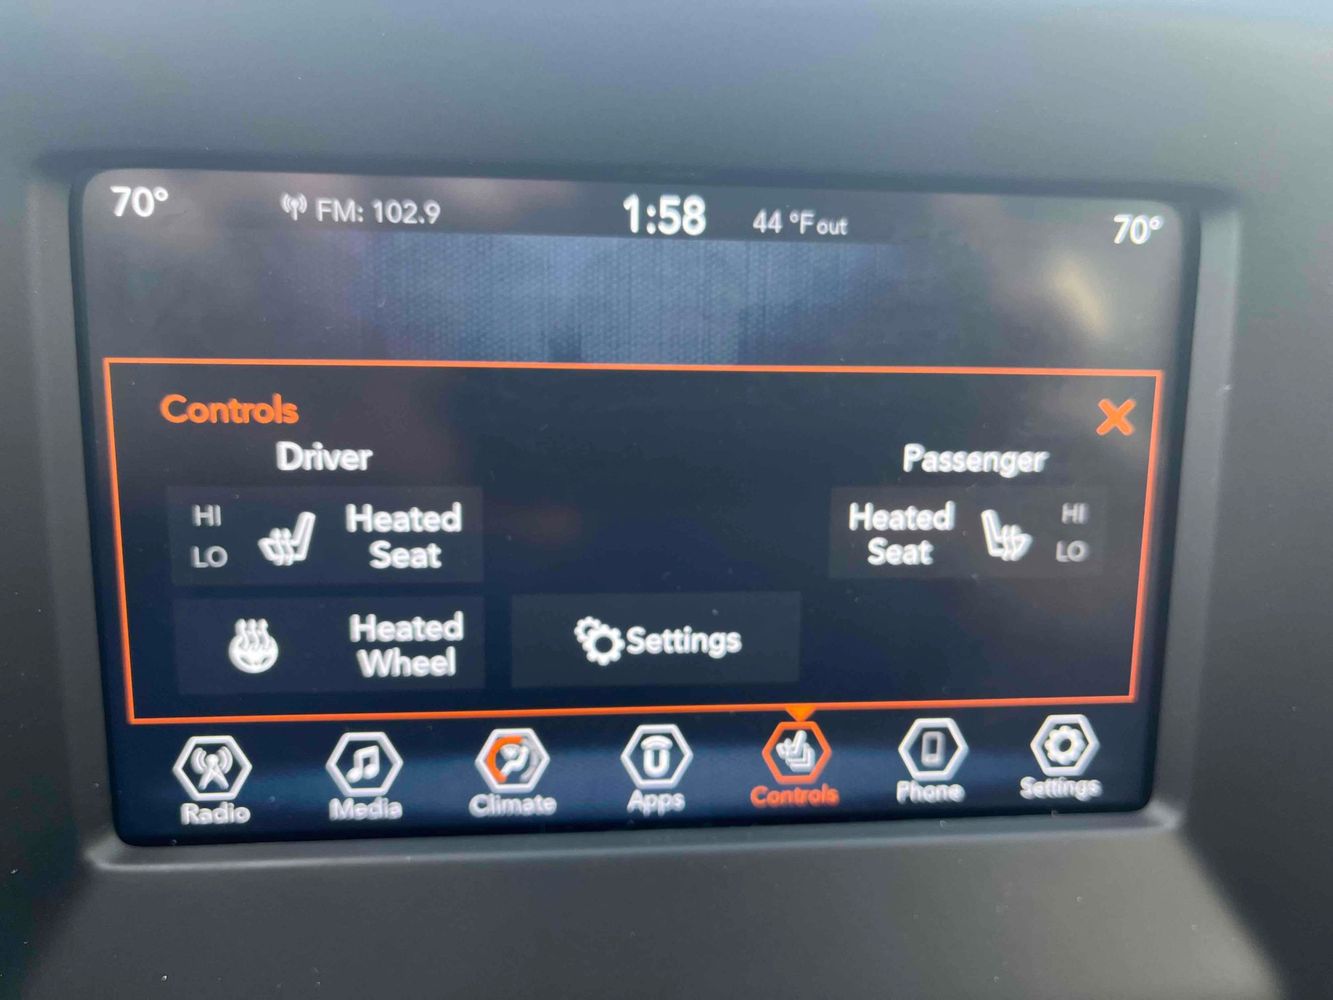 70°
FM: 102.9
1:58
44 °F out
70°
Controls
Driver
Passenger
HI
LO
Heated
Seat
Heated
Seat
HI
LO
Heated
Wheel
Settings
Radio
Media
Climate
Apps
Controls
Phone
Settings